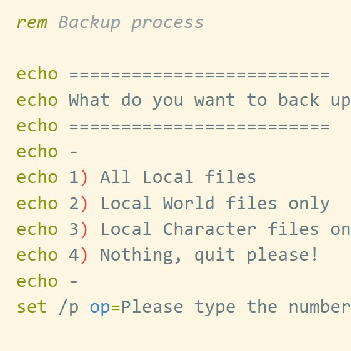 rem Backup process
echo =========================
echo What do you want to back up
echo =========================
echo -
echo 1) All Local files
echo 2) Local World files only
echo 3) Local Character files on
echo 4) Nothing, quit please!
echo -
set /p op=Please type the number